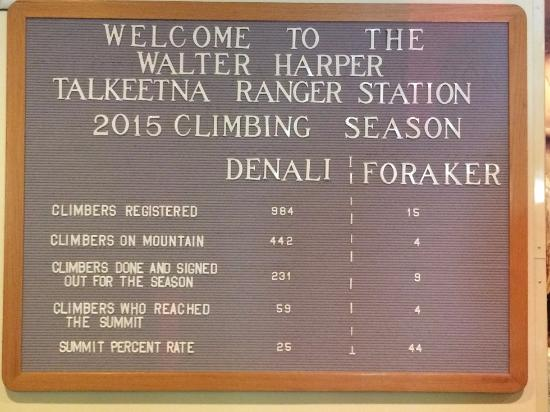 WELCOME TO THE
WALTER HARPER
TALKEETNA RANGER STATION
2015 CLIMBING SEASON
DENALI FORAKER
CLIMBERS REGISTERED 984 15
CLIMBERS ON MOUNTAIN 442 4
CLIMBERS DONE AND SIGNED
OUT FOR THE SEASON 231 9
CLIMBERS WHO REACHED
THE SUMMIT 59 4
SUMMIT PERCENT RATE 25 44